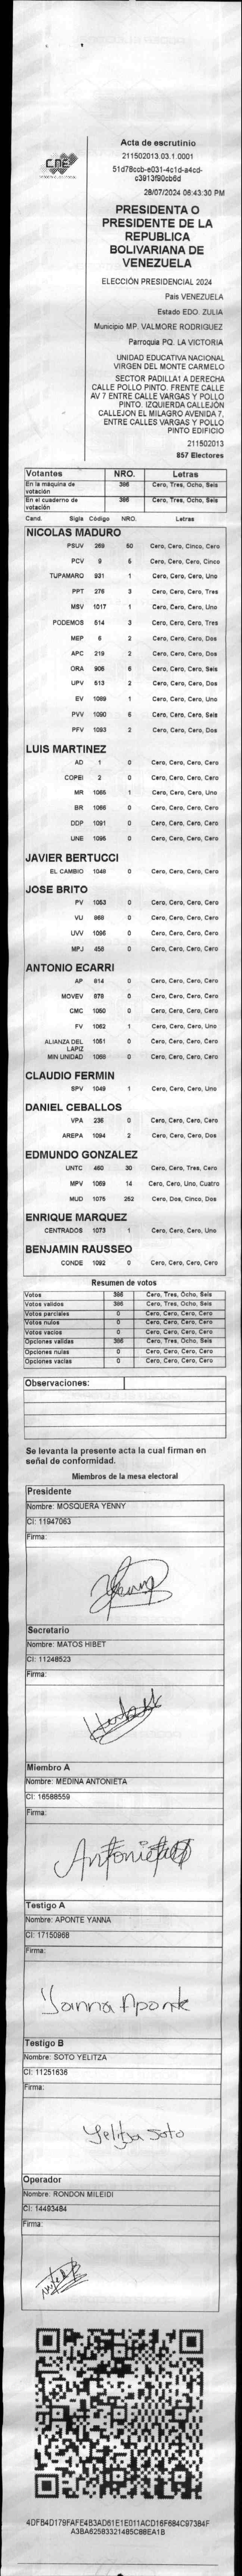 CNE
Acta de escrutinio
211502013.03.1.0001
51d78ccb-e031-4c1d-a4cd-
c3913f90cb6d
28/07/2024 06:43:30 PM
PRESIDENTA O
PRESIDENTE DE LA
REPUBLICA
BOLIVARIANA DE
VENEZUELA
ELECCIÓN PRESIDENCIAL 2024
Pais VENEZUELA
Estado EDO. ZULIA
Municipio MP. VALMORE RODRIGUEZ
Parroquia PQ. LA VICTORIA
UNIDAD EDUCATIVA NACIONAL
VIRGEN DEL MONTE CARMELO
SECTOR PADILLA1 A DERECHA
CALLE POLLO PINTO. FRENTE CALLE
AV 7 ENTRE CALLE VARGAS Y POLLO
PINTO. IZQUIERDA CALLEJÓN
CALLEJON EL MILAGRO AVENIDA 7,
ENTRE CALLES VARGAS Y POLLO
PINTO EDIFICIO
211502013
857 Electores
Votantes NRO. Letras
En la máquina de votación 386 Cero, Tres, Ocho, Seis
En el cuaderno de votación 386 Cero, Tres, Ocho, Seis
Cand. Sigla Código NRO. Letras
NICOLAS MADURO
PSUV 269 50 Cero, Cero, Cinco, Cero
PCV 9 5 Cero, Cero, Cero, Cinco
TUPAMARO 931 1 Cero, Cero, Cero, Uno
PPT 276 3 Cero, Cero, Cero, Tres
MSV 1017 1 Cero, Cero, Cero, Uno
PODEMOS 514 3 Cero, Cero, Cero, Tres
MEP 6 2 Cero, Cero, Cero, Dos
APC 219 2 Cero, Cero, Cero, Dos
ORA 906 6 Cero, Cero, Cero, Seis
UPV 513 2 Cero, Cero, Cero, Dos
EV 1089 1 Cero, Cero, Cero, Uno
PVV 1090 6 Cero, Cero, Cero, Seis
PFV 1093 2 Cero, Cero, Cero, Dos
LUIS MARTINEZ
AD 1 0 Cero, Cero, Cero, Cero
COPEI 2 0 Cero, Cero, Cero, Cero
MR 1065 1 Cero, Cero, Cero, Uno
BR 1066 0 Cero, Cero, Cero, Cero
DDP 1091 0 Cero, Cero, Cero, Cero
UNE 1095 0 Cero, Cero, Cero, Cero
JAVIER BERTUCCI
EL CAMBIO 1048 0 Cero, Cero, Cero, Cero
JOSE BRITO
PV 1053 0 Cero, Cero, Cero, Cero
VU 868 0 Cero, Cero, Cero, Cero
UVV 1096 0 Cero, Cero, Cero, Cero
MPJ 458 0 Cero, Cero, Cero, Cero
ANTONIO ECARRI
AP 814 0 Cero, Cero, Cero, Cero
MOVEV 878 0 Cero, Cero, Cero, Cero
CMC 1060 0 Cero, Cero, Cero, Cero
FV 1062 1 Cero, Cero, Cero, Uno
ALIANZA DEL LAPIZ 1051 0 Cero, Cero, Cero, Cero
MIN UNIDAD 1068 0 Cero, Cero, Cero, Cero
CLAUDIO FERMIN
SPV 1049 1 Cero, Cero, Cero, Uno
DANIEL CEBALLOS
VPA 236 0 Cero, Cero, Cero, Cero
AREPA 1094 2 Cero, Cero, Cero, Dos
EDMUNDO GONZALEZ
UNTC 460 30 Cero, Cero, Tres, Cero
MPV 1069 14 Cero, Cero, Uno, Cuatro
MUD 1075 252 Cero, Dos, Cinco, Dos
ENRIQUE MARQUEZ
CENTRADOS 1073 1 Cero, Cero, Cero, Uno
BENJAMIN RAUSSEO
CONDE 1092 0 Cero, Cero, Cero, Cero
Resumen de votos
Votos 386 Cero, Tres, Ocho, Seis
Votos validos 386 Cero, Tres, Ocho, Seis
Votos parciales 0 Cero, Cero, Cero, Cero
Votos nulos 0 Cero, Cero, Cero, Cero
Votos vacios 0 Cero, Cero, Cero, Cero
Opciones validas 386 Cero, Tres, Ocho, Seis
Opciones nulas 0 Cero, Cero, Cero, Cero
Opciones vacias 0 Cero, Cero, Cero, Cero
Observaciones:
Se levanta la presente acta la cual firman en
señal de conformidad.
Miembros de la mesa electoral
Presidente
Nombre: MOSQUERA YENNY
CI: 11947063
Firma:
Secretario
Nombre: MATOS HIBET
CI: 11248523
Firma:
Miembro A
Nombre: MEDINA ANTONIETA
CI: 16588559
Firma:
Antonieta
Testigo A
Nombre: APONTE YANNA
CI: 17150968
Firma:
Yanna Aponte
Testigo B
Nombre: SOTO YELITZA
CI: 11251636
Firma:
Yelitza Soto
Operador
Nombre: RONDON MILEIDI
CI: 14493484
Firma:
4DFB4D179FAFE4B3AD61E1E011ACD16F684C973B4F
A3BA62583321485C88EA1B